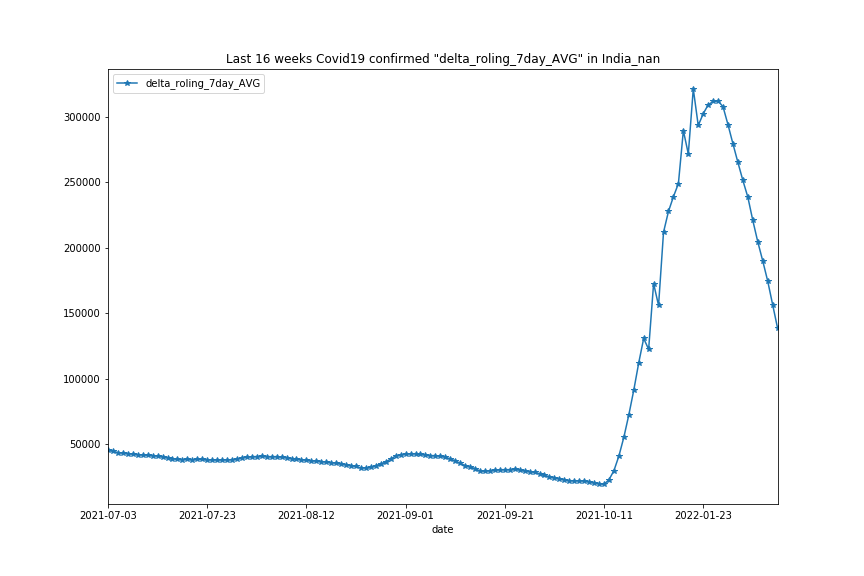 Last 16 weeks Covid19 confirmed "delta_roling_7day_AVG" in India_nan
delta_roling_7day_AVG
300000
250000
200000
150000
100000
50000
2021-07-03 2021-07-23 2021-08-12 2021-09-01 2021-09-21 2021-10-11 2022-01-23
date